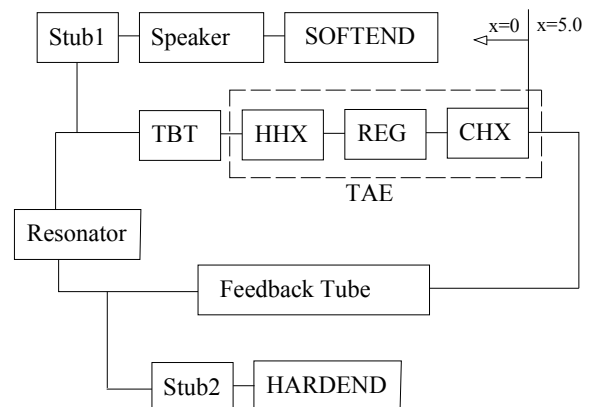 Stub1 Speaker SOFTEND x=0 x=5.0
TBT HHX REG CHX
TAE
Resonator
Feedback Tube
Stub2 HARDEND